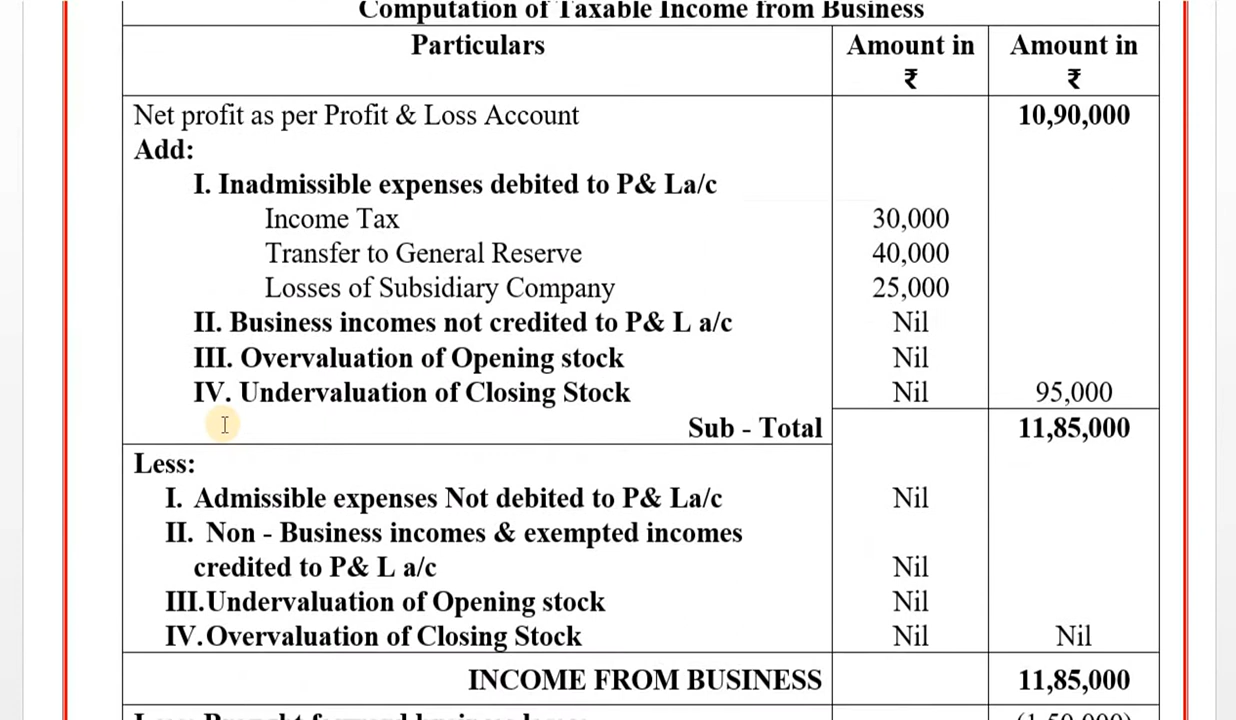 Computation of Taxable Income from Business
Particulars Amount in ₹ Amount in ₹
Net profit as per Profit & Loss Account 10,90,000
Add:
I. Inadmissible expenses debited to P& La/c
Income Tax 30,000
Transfer to General Reserve 40,000
Losses of Subsidiary Company 25,000
II. Business incomes not credited to P& L a/c Nil
III. Overvaluation of Opening stock Nil
IV. Undervaluation of Closing Stock Nil 95,000
Sub - Total 11,85,000
Less:
I. Admissible expenses Not debited to P& La/c Nil
II. Non - Business incomes & exempted incomes
credited to P& L a/c Nil
III.Undervaluation of Opening stock Nil
IV.Overvaluation of Closing Stock Nil Nil
INCOME FROM BUSINESS 11,85,000